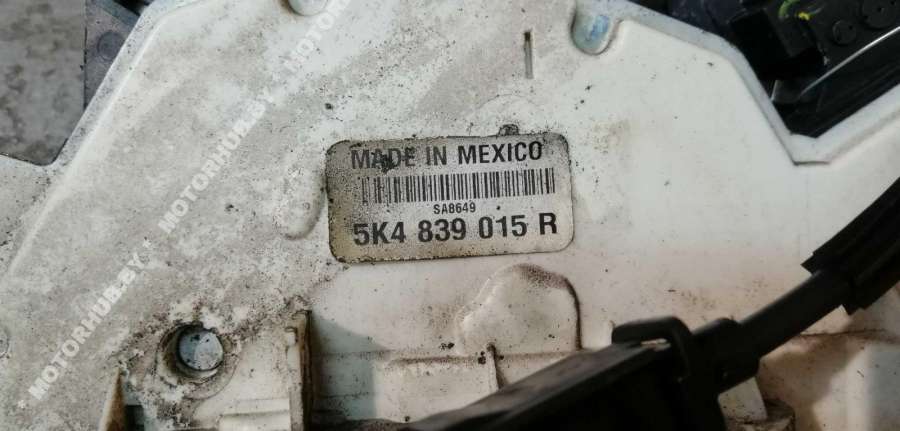 MADE IN MEXICO
SA8649
5K4 839 015 R
* MOTORHUB.BY * MOTORHUB.BY * MOTORHUB.BY *